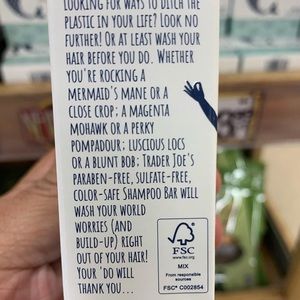 LOOKING FOR WAYS TO DITCH THE
PLASTIC IN YOUR LIFE! LOOK NO
FURTHER! OR AT LEAST WASH YOUR
HAIR BEFORE YOU DO. WHETHER
YOU'RE ROCKING A
MERMAID'S MANE OR A
CLOSE CROP; A MAGENTA
MOHAWK OR A PERKY
POMPADOUR; LUSCIOUS LOCS
OR A BLUNT BOB; TRADER JOE'S
PARABEN-FREE, SULFATE-FREE,
COLOR-SAFE SHAMPOO BAR WILL
WASH YOUR WORLD
WORRIES (AND
BUILD-UP) RIGHT
OUT OF YOUR HAIR!
YOUR 'DO WILL
THANK YOU...
FSC
www.fsc.org
MIX
From responsible
sources
FSC® C002854